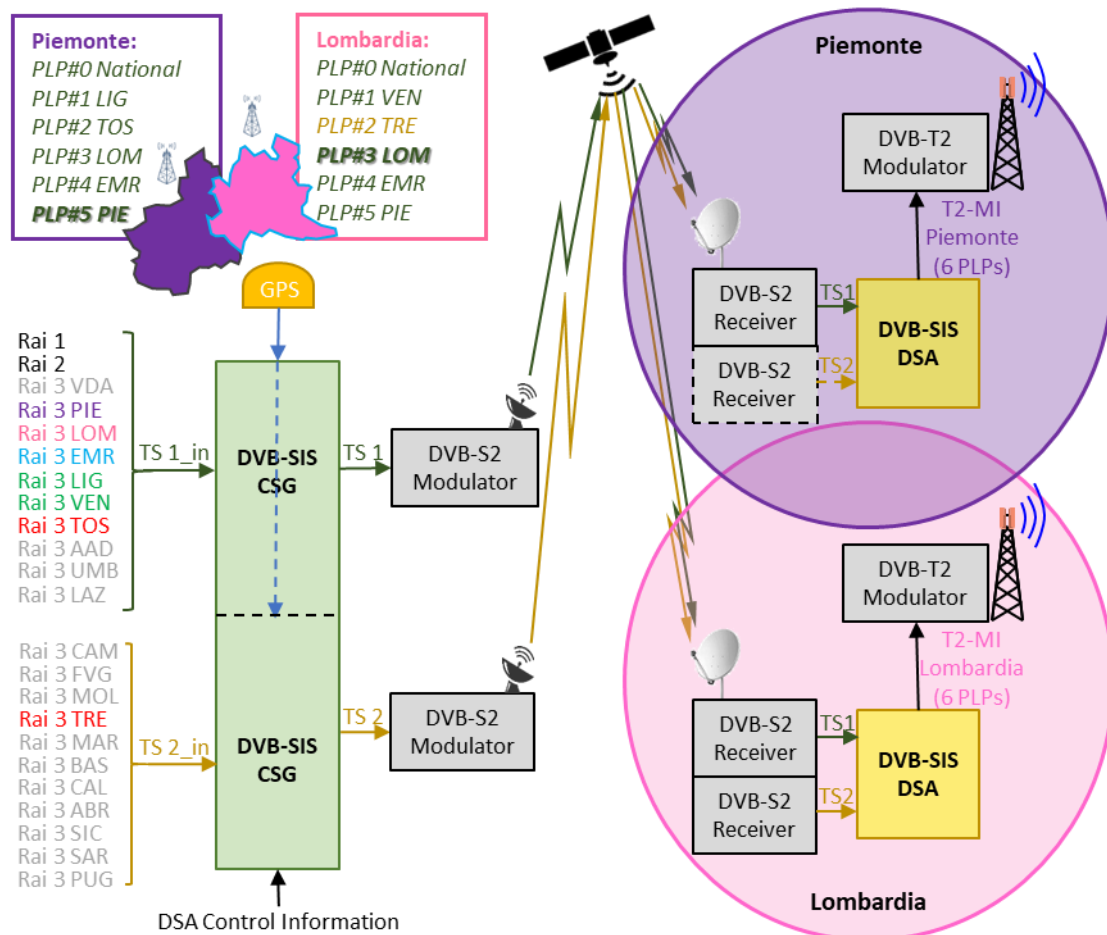 Piemonte:
PLP#0 National
PLP#1 LIG
PLP#2 TOS
PLP#3 LOM
PLP#4 EMR
PLP#5 PIE
Lombardia:
PLP#0 National
PLP#1 VEN
PLP#2 TRE
PLP#3 LOM
PLP#4 EMR
PLP#5 PIE
GPS
Rai 1
Rai 2
Rai 3 VDA
Rai 3 PIE
Rai 3 LOM
Rai 3 EMR
Rai 3 LIG
Rai 3 VEN
Rai 3 TOS
Rai 3 AAD
Rai 3 UMB
Rai 3 LAZ
TS 1_in
DVB-SIS
CSG
TS 1
DVB-S2
Modulator
Rai 3 CAM
Rai 3 FVG
Rai 3 MOL
Rai 3 TRE
Rai 3 MAR
Rai 3 BAS
Rai 3 CAL
Rai 3 ABR
Rai 3 SIC
Rai 3 SAR
Rai 3 PUG
TS 2_in
DVB-SIS
CSG
TS 2
DVB-S2
Modulator
DSA Control Information
Piemonte
DVB-T2
Modulator
T2-MI
Piemonte
(6 PLPs)
DVB-S2
Receiver
TS1
DVB-S2
Receiver
TS2
DVB-SIS
DSA
DVB-T2
Modulator
T2-MI
Lombardia
(6 PLPs)
DVB-S2
Receiver
TS1
DVB-S2
Receiver
TS2
DVB-SIS
DSA
Lombardia